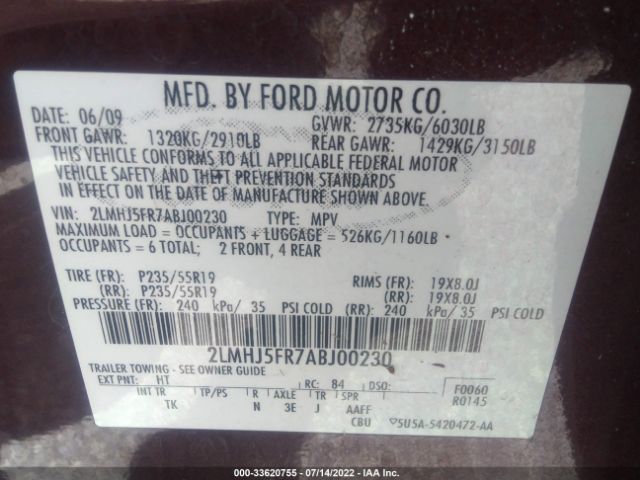 MFD. BY FORD MOTOR CO.
DATE: 06/09 GVWR: 2735KG/6030LB
FRONT GAWR: 1320KG/2910LB REAR GAWR: 1429KG/3150LB
THIS VEHICLE CONFORMS TO ALL APPLICABLE FEDERAL MOTOR
VEHICLE SAFETY AND THEFT PREVENTION STANDARDS
IN EFFECT ON THE DATE OF MANUFACTURE SHOWN ABOVE.
VIN: 2LMHJ5FR7ABJ00230 TYPE: MPV
MAXIMUM LOAD = OCCUPANTS + LUGGAGE = 526KG/1160LB
OCCUPANTS = 6 TOTAL; 2 FRONT, 4 REAR
TIRE (FR): P235/55R19 RIMS (FR): 19X8.0J
(RR): P235/55R19 (RR): 19X8.0J
PRESSURE (FR): 240 kPa/ 35 PSI COLD (RR): 240 kPa/ 35 PSI COLD
2LMHJ5FR7ABJ00230
TRAILER TOWING - SEE OWNER GUIDE
EXT PNT: HT RC: 84 DSO: F0060
INT TR TP/PS R AXLE TR SPR R0145
TK N 3E J AAFF
CBU 5U5A-5420472-AA
000-33620755 - 07/14/2022 - IAA Inc.